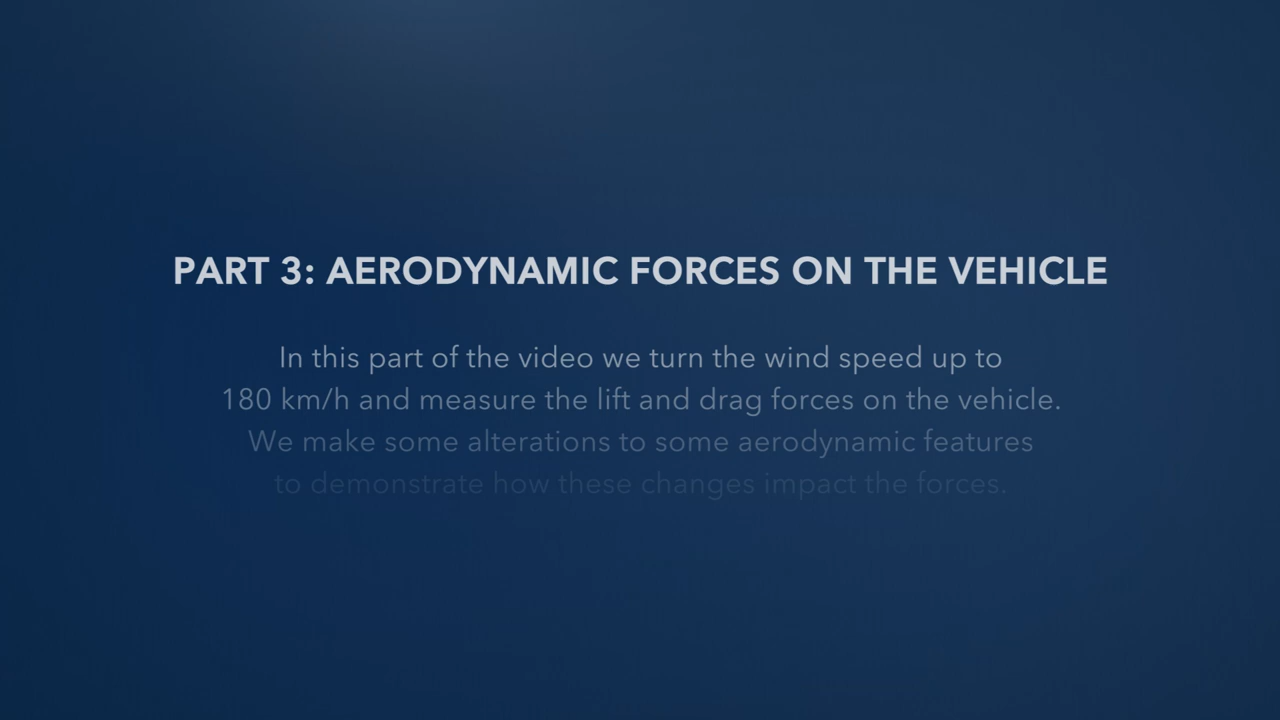 PART 3: AERODYNAMIC FORCES ON THE VEHICLE
In this part of the video we turn the wind speed up to
180 km/h and measure the lift and drag forces on the vehicle.
We make some alterations to some aerodynamic features
to demonstrate how these changes impact the forces.